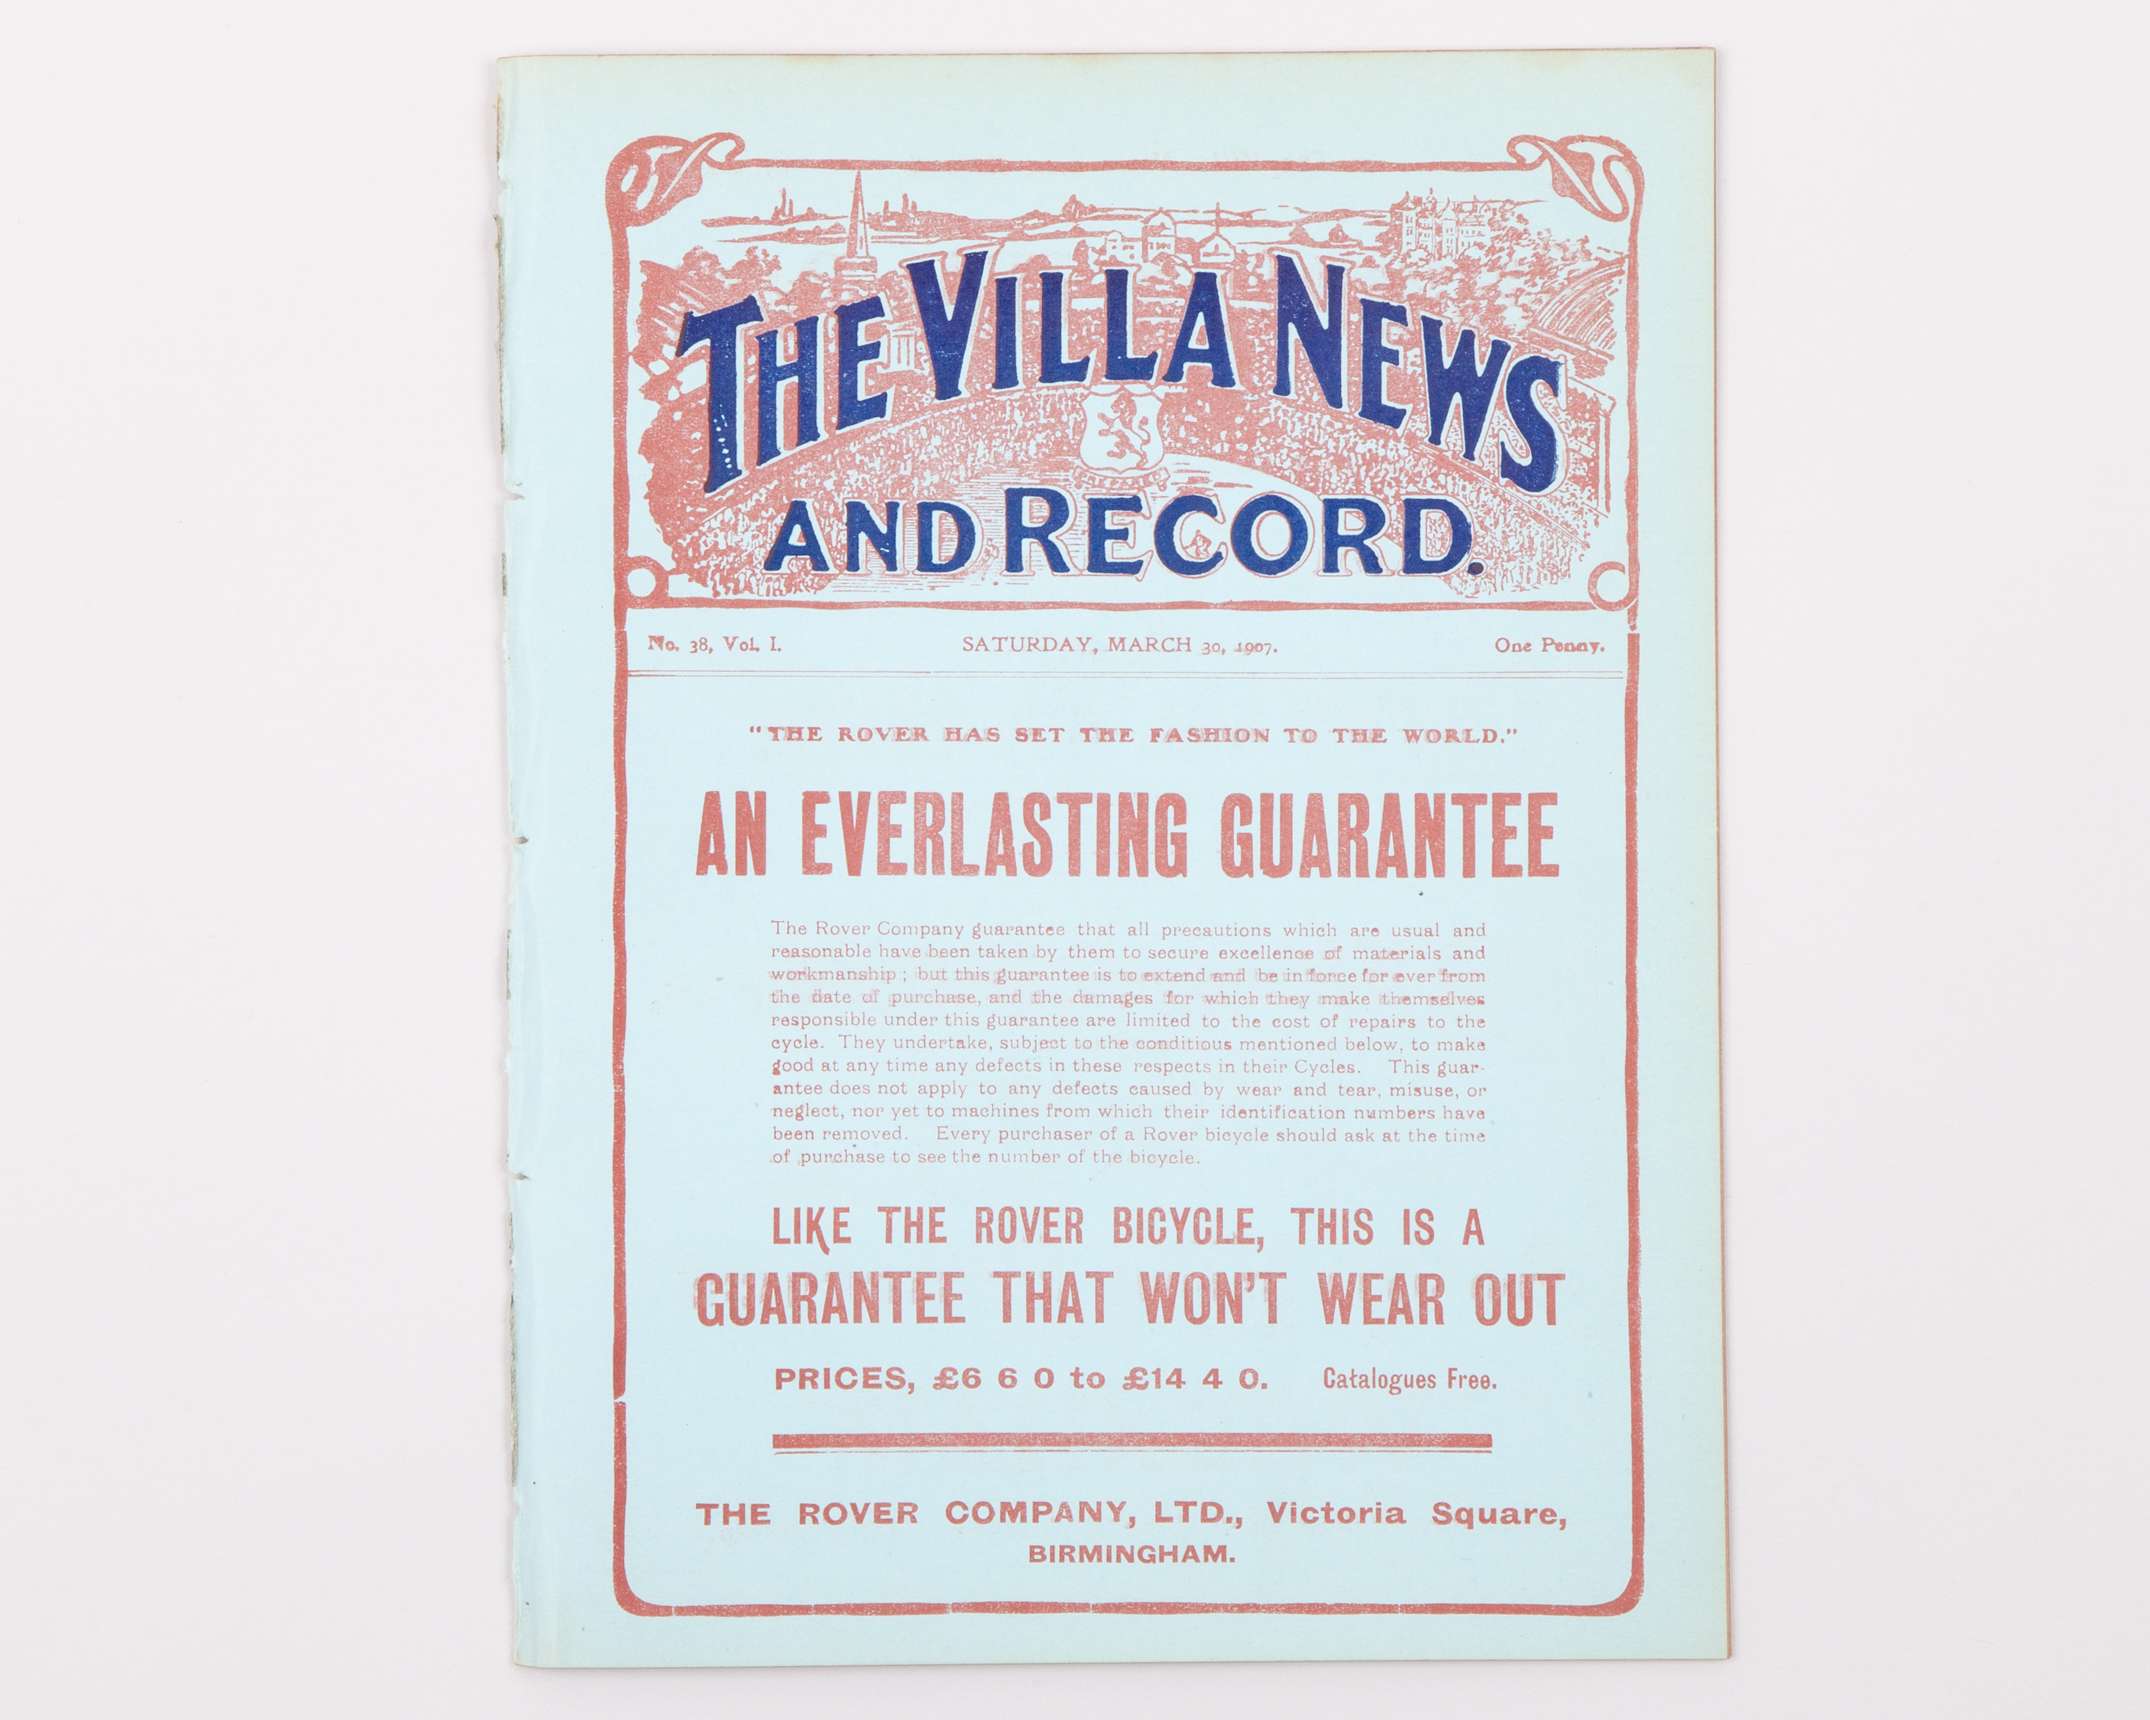 THE VILLA NEWS
AND RECORD.
No. 38, Vol. I. SATURDAY, MARCH 30, 1907. One Penny.
"THE ROVER HAS SET THE FASHION TO THE WORLD."
AN EVERLASTING GUARANTEE
The Rover Company guarantee that all precautions which are usual and
reasonable have been taken by them to secure excellence of materials and
workmanship; but this guarantee is to extend and be in force for ever from
the date of purchase, and the damages for which they make themselves
responsible under this guarantee are limited to the cost of repairs to the
cycle. They undertake, subject to the conditious mentioned below, to make
good at any time any defects in these respects in their Cycles. This guar-
antee does not apply to any defects caused by wear and tear, misuse, or
neglect, nor yet to machines from which their identification numbers have
been removed. Every purchaser of a Rover bicycle should ask at the time
of purchase to see the number of the bicycle.
LIKE THE ROVER BICYCLE, THIS IS A
GUARANTEE THAT WON'T WEAR OUT
PRICES, £6 6 0 to £14 4 0. Catalogues Free.
THE ROVER COMPANY, LTD., Victoria Square,
BIRMINGHAM.